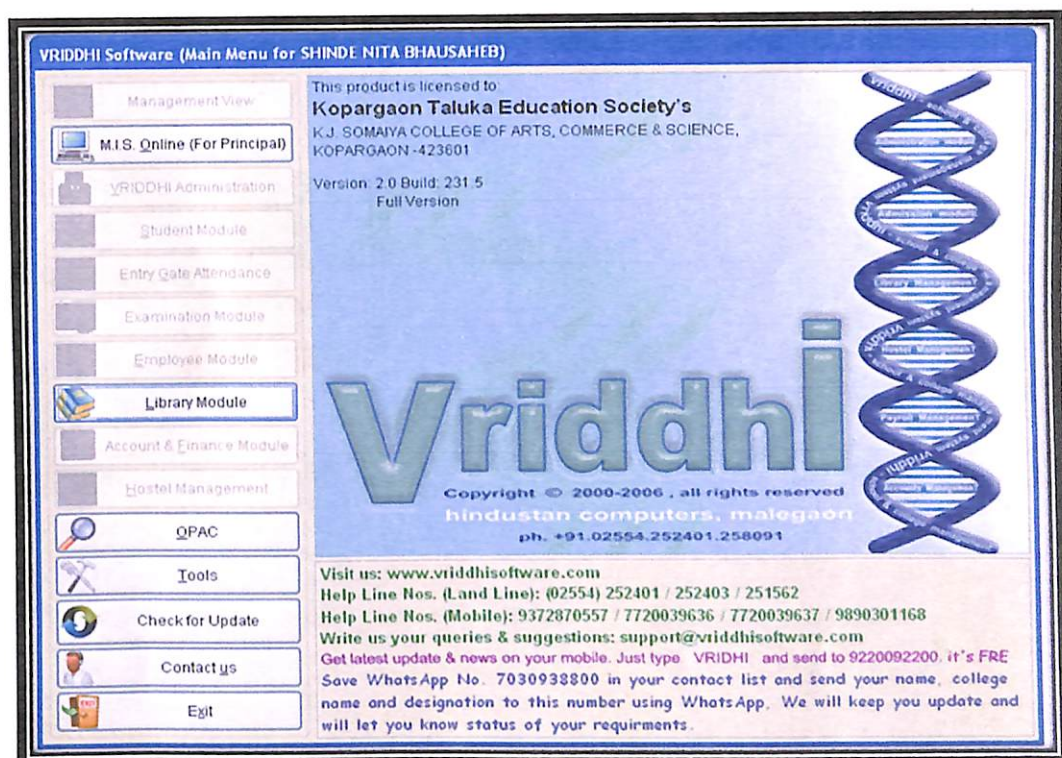 VRIDDHI Software (Main Menu for SHINDE NITA BHAUSAHEB)
Management View
M.I.S. Online (For Principal)
VRIDDHI Administration
Student Module
Entry Gate Attendance
Examination Module
Employee Module
Library Module
Account & Finance Module
Hostel Management
OPAC
Tools
Check for Update
Contact us
Exit
This product is licensed to:
Kopargaon Taluka Education Society's
K.J. SOMAIYA COLLEGE OF ARTS, COMMERCE & SCIENCE,
KOPARGAON -423601
Version: 2.0 Build: 231.5
Full Version
Vriddhi
Copyright © 2000-2006 , all rights reserved
hindustan computers, malegaon
ph. +91.02554.252401.258091
Admission module
Library Management
Hostel Management
Payroll Management
Visit us: www.vriddhisoftware.com
Help Line Nos. (Land Line): (02554) 252401 / 252403 / 251562
Help Line Nos. (Mobile): 9372870557 / 7720039636 / 7720039637 / 9890301168
Write us your queries & suggestions: support@vriddhisoftware.com
Get latest update & news on your mobile. Just type VRIDHI and send to 9220092200, it's FRE
Save WhatsApp No. 7030938800 in your contact list and send your name, college
name and designation to this number using WhatsApp, We will keep you update and
will let you know status of your requirments.